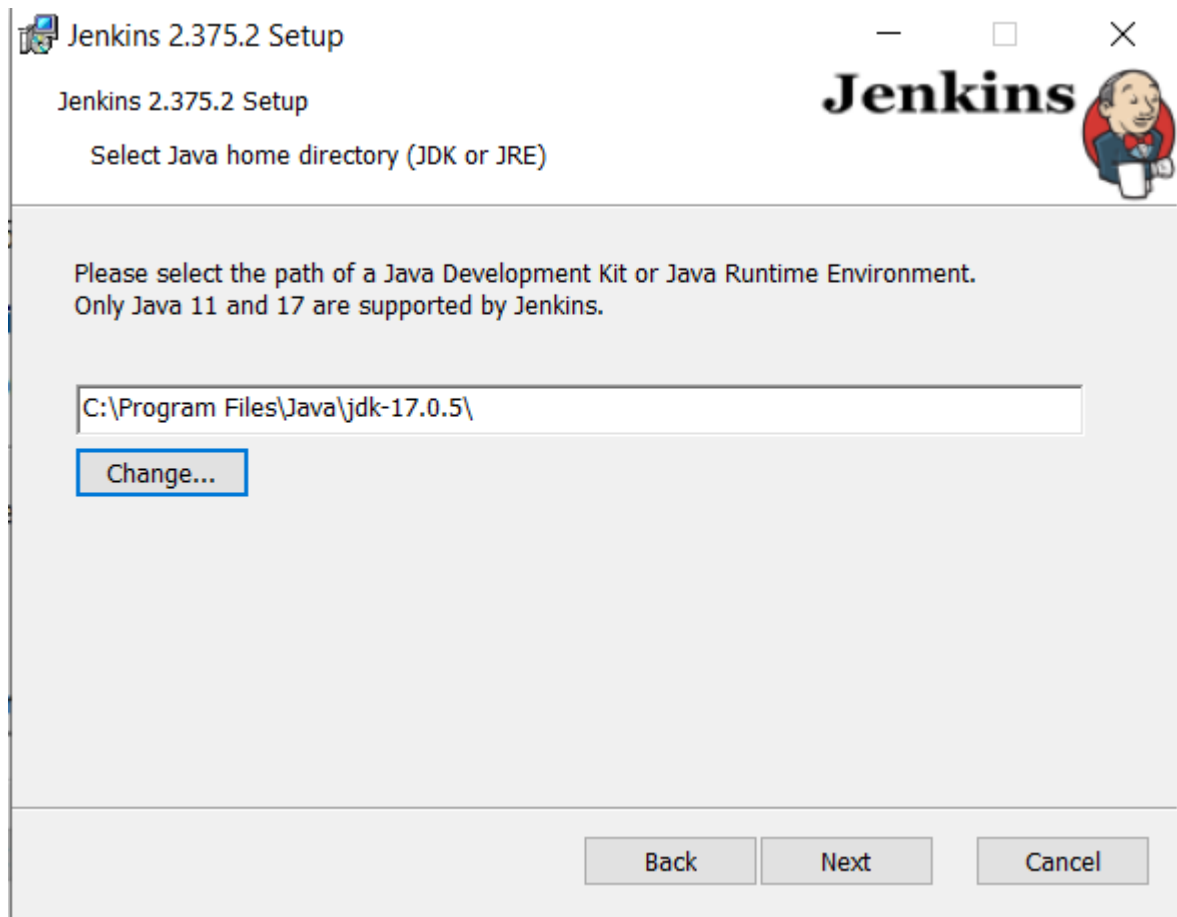 Jenkins 2.375.2 Setup
Jenkins 2.375.2 Setup
Jenkins
Select Java home directory (JDK or JRE)
Please select the path of a Java Development Kit or Java Runtime Environment.
Only Java 11 and 17 are supported by Jenkins.
C:\Program Files\Java\jdk-17.0.5\
Change...
Back Next Cancel